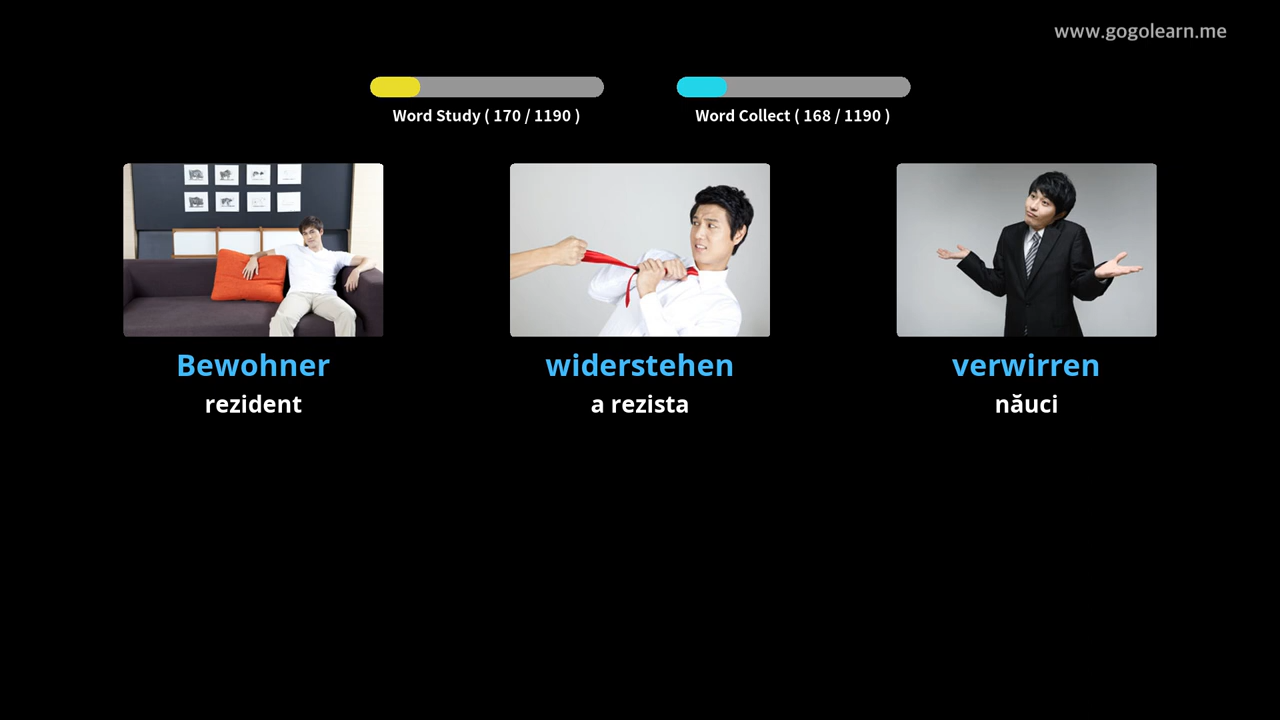 www.gogolearn.me
Word Study ( 170 / 1190 )
Word Collect ( 168 / 1190 )
Bewohner
rezident
widerstehen
a rezista
verwirren
năuci